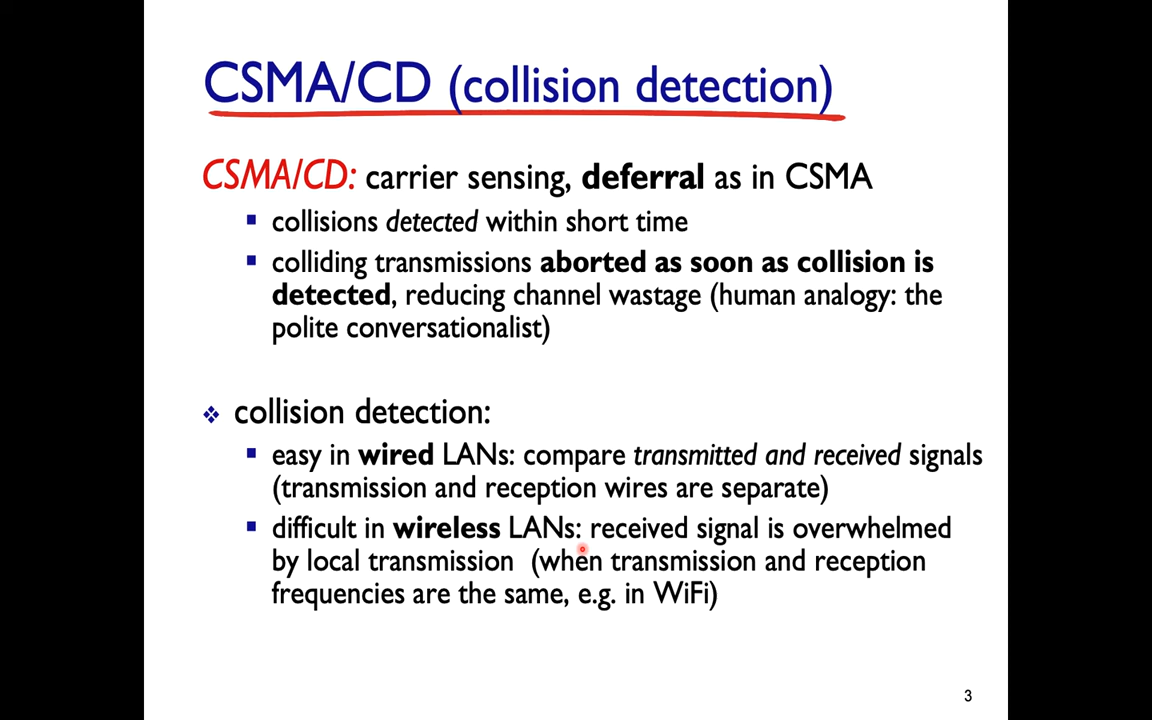 CSMA/CD (collision detection)
CSMA/CD: carrier sensing, deferral as in CSMA
▪ collisions detected within short time
▪ colliding transmissions aborted as soon as collision is
detected, reducing channel wastage (human analogy: the
polite conversationalist)
❖ collision detection:
▪ easy in wired LANs: compare transmitted and received signals
(transmission and reception wires are separate)
▪ difficult in wireless LANs: received signal is overwhelmed
by local transmission (when transmission and reception
frequencies are the same, e.g. in WiFi)
3